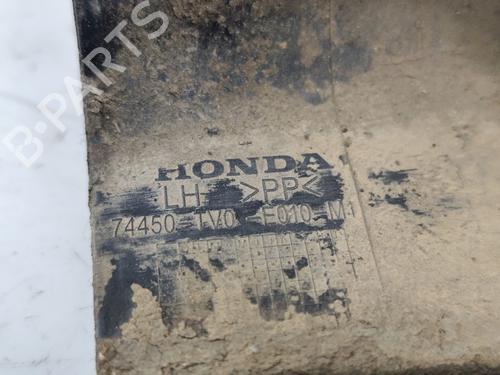 B-PARTS
HONDA
LH >PP<
74450-TV0-E010-M1